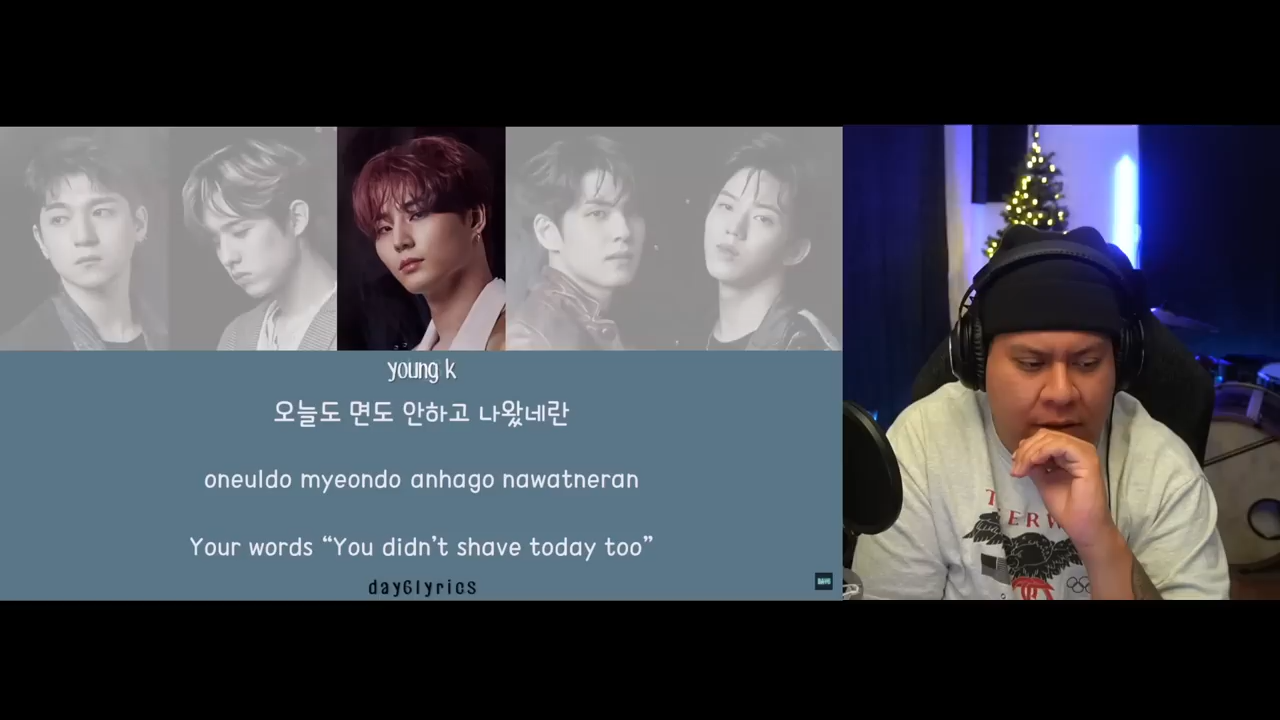 young k
오늘도 면도 안하고 나왔네란
oneuldo myeondo anhago nawatneran
Your words “You didn’t shave today too”
day6lyrics